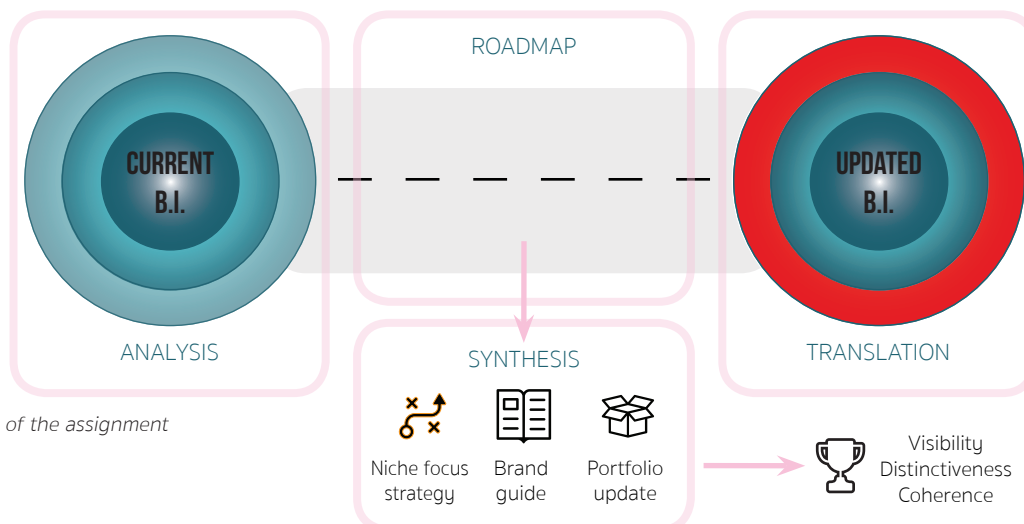 ROADMAP
CURRENT
B.I.
UPDATED
B.I.
ANALYSIS
SYNTHESIS
TRANSLATION
of the assignment
Niche focus
strategy
Brand
guide
Portfolio
update
Visibility
Distinctiveness
Coherence